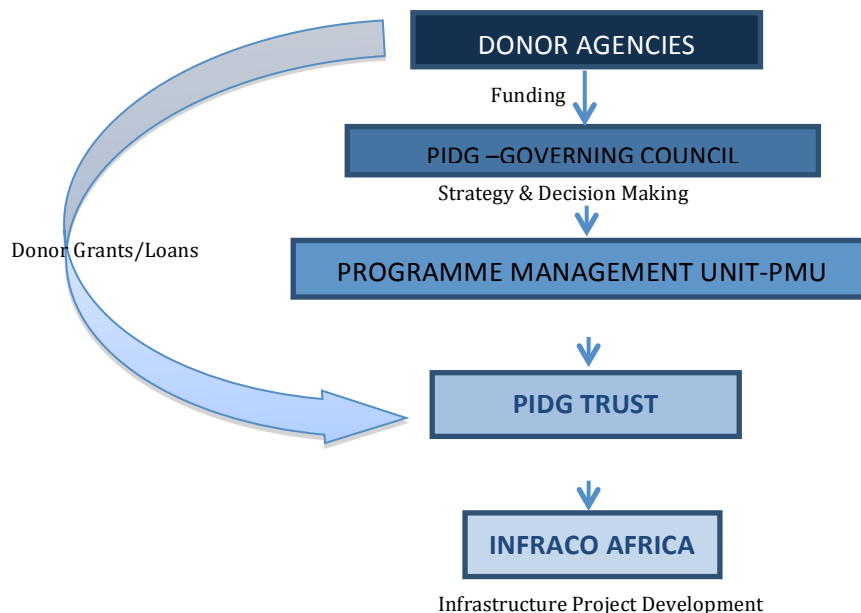 DONOR AGENCIES
Funding
PIDG –GOVERNING COUNCIL
Strategy & Decision Making
Donor Grants/Loans
PROGRAMME MANAGEMENT UNIT-PMU
PIDG TRUST
INFRACO AFRICA
Infrastructure Project Development